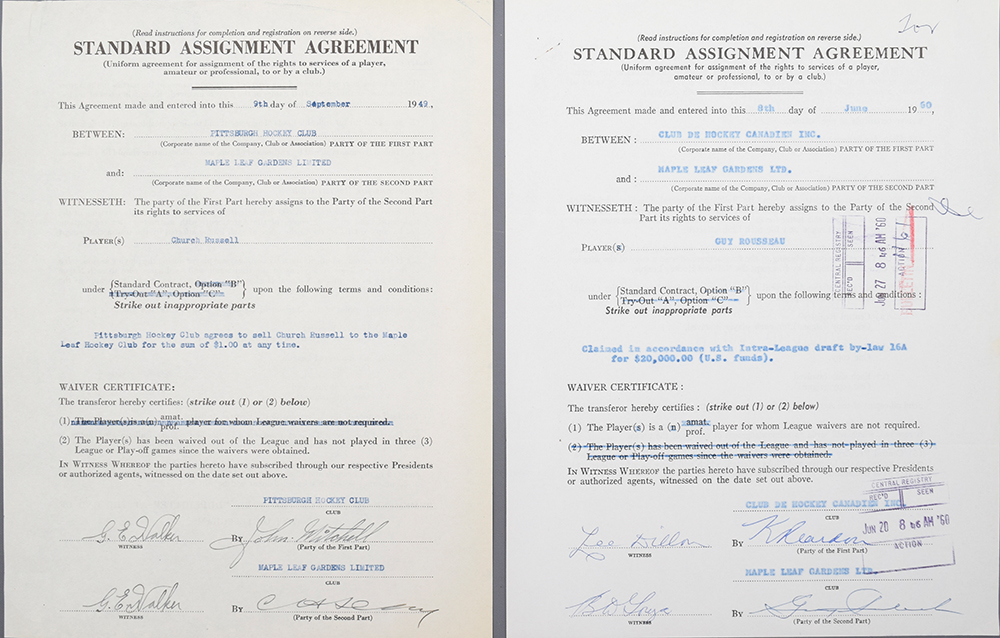 (Read instructions for completion and registration on reverse side.)
STANDARD ASSIGNMENT AGREEMENT
(Uniform agreement for assignment of the rights to services of a player,
amateur or professional, to or by a club.)
This Agreement made and entered into this 9th day of September 1949,
BETWEEN: PITTSBURGH HOCKEY CLUB
(Corporate name of the Company, Club or Association) PARTY OF THE FIRST PART
and: MAPLE LEAF GARDENS LIMITED
(Corporate name of the Company, Club or Association) PARTY OF THE SECOND PART
WITNESSETH: The party of the First Part hereby assigns to the Party of the Second Part
its rights to services of
PLAYER(s) Church Russell
under {Standard Contract, Option "B"
Try-Out "A", Option "C"} upon the following terms and conditions:
Strike out inappropriate parts
Pittsburgh Hockey Club agrees to sell Church Russell to the Maple
Leaf Hockey Club for the sum of $1.00 at any time.
WAIVER CERTIFICATE:
The transferor hereby certifies: (strike out (1) or (2) below)
(1) The Player(s) is a(n) amat. prof. player for whom League waivers are not required.
(2) The Player(s) has been waived out of the League and has not played in three (3)
League or Play-off games since the waivers were obtained.
IN WITNESS WHEREOF the parties hereto have subscribed through our respective Presidents
or authorized agents, witnessed on the date set out above.
PITTSBURGH HOCKEY CLUB
CLUB
G. E. Walker By John Mitchell
WITNESS (Party of the First Part)
MAPLE LEAF GARDENS LIMITED
CLUB
G. E. Walker By
WITNESS (Party of the Second Part)
(Read instructions for completion and registration on reverse side.)
STANDARD ASSIGNMENT AGREEMENT
(Uniform agreement for assignment of the rights to services of a player,
amateur or professional, to or by a club.)
This Agreement made and entered into this 8th day of June 1960,
BETWEEN: CLUB DE HOCKEY CANADIEN INC.
(Corporate name of the Company, Club or Association) PARTY OF THE FIRST PART
and: MAPLE LEAF GARDENS LTD.
(Corporate name of the Company, Club or Association) PARTY OF THE SECOND PART
WITNESSETH: The party of the First Part hereby assigns to the Party of the Second
Part its rights to services of
PLAYER(s) GUY ROUSSEAU
CENTRAL REGISTRY
REC'D SEEN
JUN 27 8 46 AM '60
ACTION
under {Standard Contract, Option "B"
Try-Out "A", Option "C"} upon the following terms and conditions:
Strike out inappropriate parts
Claimed in accordance with Intra-League draft by-law 16A
for $20,000.00 (U.S. funds).
WAIVER CERTIFICATE:
The transferor hereby certifies: (strike out (1) or (2) below)
(1) The Player(s) is a (n) amat. prof. player for whom League waivers are not required.
(2) The Player(s) has been waived out of the League and has not played in three (3)
League or Play-off games since the waivers were obtained.
IN WITNESS WHEREOF the parties hereto have subscribed through our respective Presidents
or authorized agents, witnessed on the date set out above.
CENTRAL REGISTRY
REC'D SEEN
CLUB DE HOCKEY CANADIEN INC.
CLUB
JUN 20 8 46 AM '60
ACTION
Lee Dillon By K Reardon
WITNESS (Party of the First Part)
MAPLE LEAF GARDENS LTD.
CLUB
By
WITNESS (Party of the Second Part)